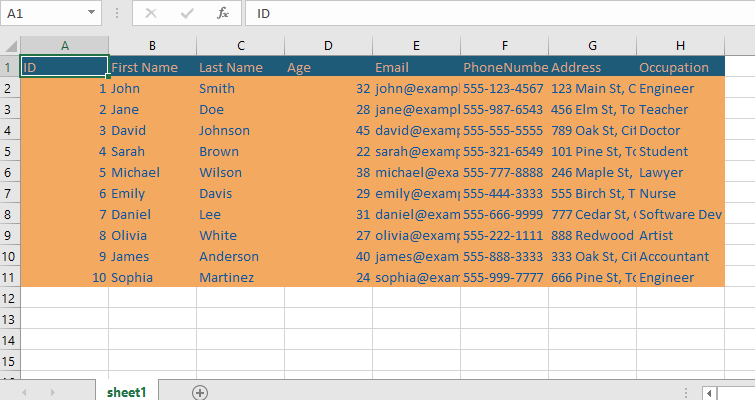 A1 fx ID
A B C D E F G H
1 ID First Name Last Name Age Email PhoneNumbe Address Occupation
2 1 John Smith 32 john@exampl 555-123-4567 123 Main St, C Engineer
3 2 Jane Doe 28 jane@exampl 555-987-6543 456 Elm St, To Teacher
4 3 David Johnson 45 david@exam 555-555-5555 789 Oak St, Cit Doctor
5 4 Sarah Brown 22 sarah@exam 555-321-6549 101 Pine St, To Student
6 5 Michael Wilson 38 michael@exa 555-777-8888 246 Maple St, Lawyer
7 6 Emily Davis 29 emily@exam 555-444-3333 555 Birch St, T Nurse
8 7 Daniel Lee 31 daniel@exam 555-666-9999 777 Cedar St, Software Dev
9 8 Olivia White 27 olivia@exam 555-222-1111 888 Redwood Artist
10 9 James Anderson 40 james@exam 555-888-3333 333 Oak St, Cit Accountant
11 10 Sophia Martinez 24 sophia@exam 555-999-7777 666 Pine St, To Engineer
12
13
14
15
sheet1